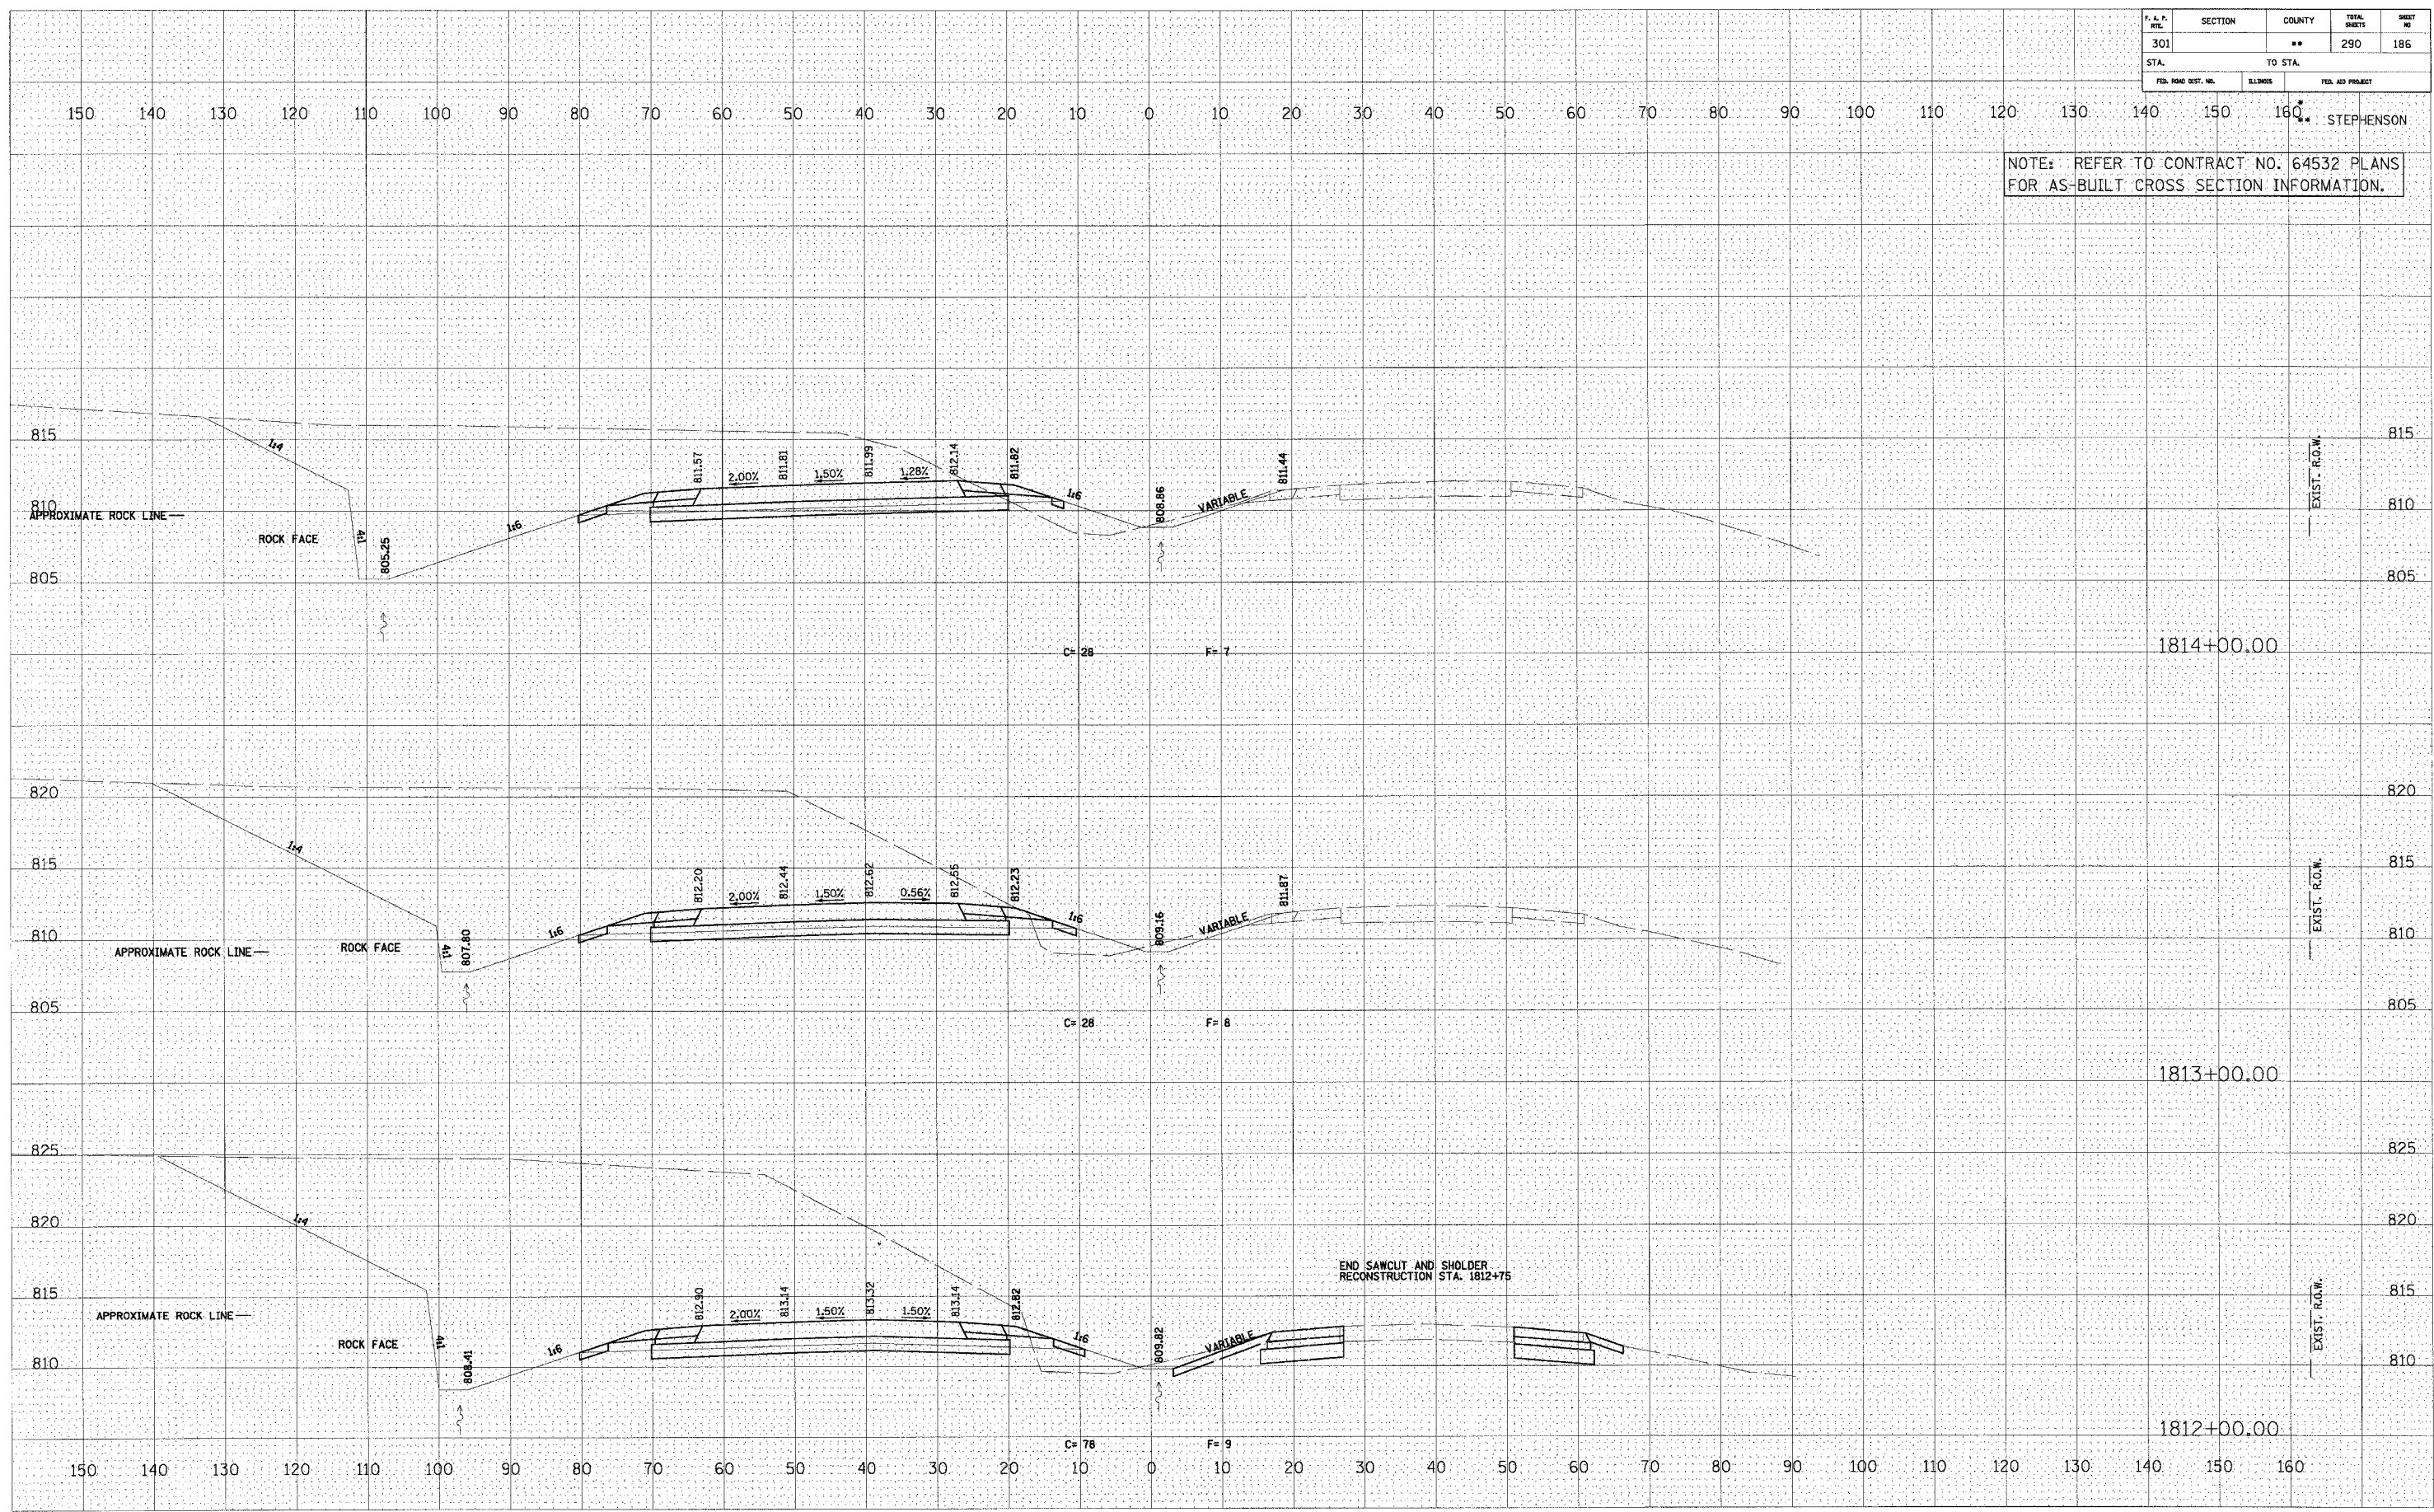 F. A. P. RTE. SECTION COUNTY TOTAL SHEETS SHEET NO
301 ** 290 186
STA. TO STA.
FED. ROAD DIST. NO. ILLINOIS FED. AID PROJECT
*
** STEPHENSON
150 140 130 120 110 100 90 80 70 60 50 40 30 20 10 0 10 20 30 40 50 60 70 80 90 100 110 120 130 140 150 160
NOTE: REFER TO CONTRACT NO. 64532 PLANS
FOR AS-BUILT CROSS SECTION INFORMATION.
815 815
1:4
811.57 811.81 811.99 812.14 811.82 811.44
2.00% 1.50% 1.28%
EXIST. R.O.W.
1:6
808.86
VARIABLE
810 810
APPROXIMATE ROCK LINE
1:6
ROCK FACE
4:1
805.25
805 805
C= 28 F= 7
1814+00.00
820 820
1:4
815 815
812.20 812.44 812.62 812.55 812.23 811.87
2.00% 1.50% 0.56%
EXIST. R.O.W.
1:6
809.16
VARIABLE
810 810
1:6
APPROXIMATE ROCK LINE
ROCK FACE
4:1
807.80
805 805
C= 28 F= 8
1813+00.00
825 825
1:4
820 820
END SAWCUT AND SHOLDER
RECONSTRUCTION STA. 1812+75
815 815
812.90 813.14 813.32 813.14 812.82
2.00% 1.50% 1.50%
EXIST. R.O.W.
APPROXIMATE ROCK LINE
1:6
809.82
VARIABLE
ROCK FACE
4:1
1:6
808.41
810 810
1812+00.00
C= 78 F= 9
150 140 130 120 110 100 90 80 70 60 50 40 30 20 10 0 10 20 30 40 50 60 70 80 90 100 110 120 130 140 150 160